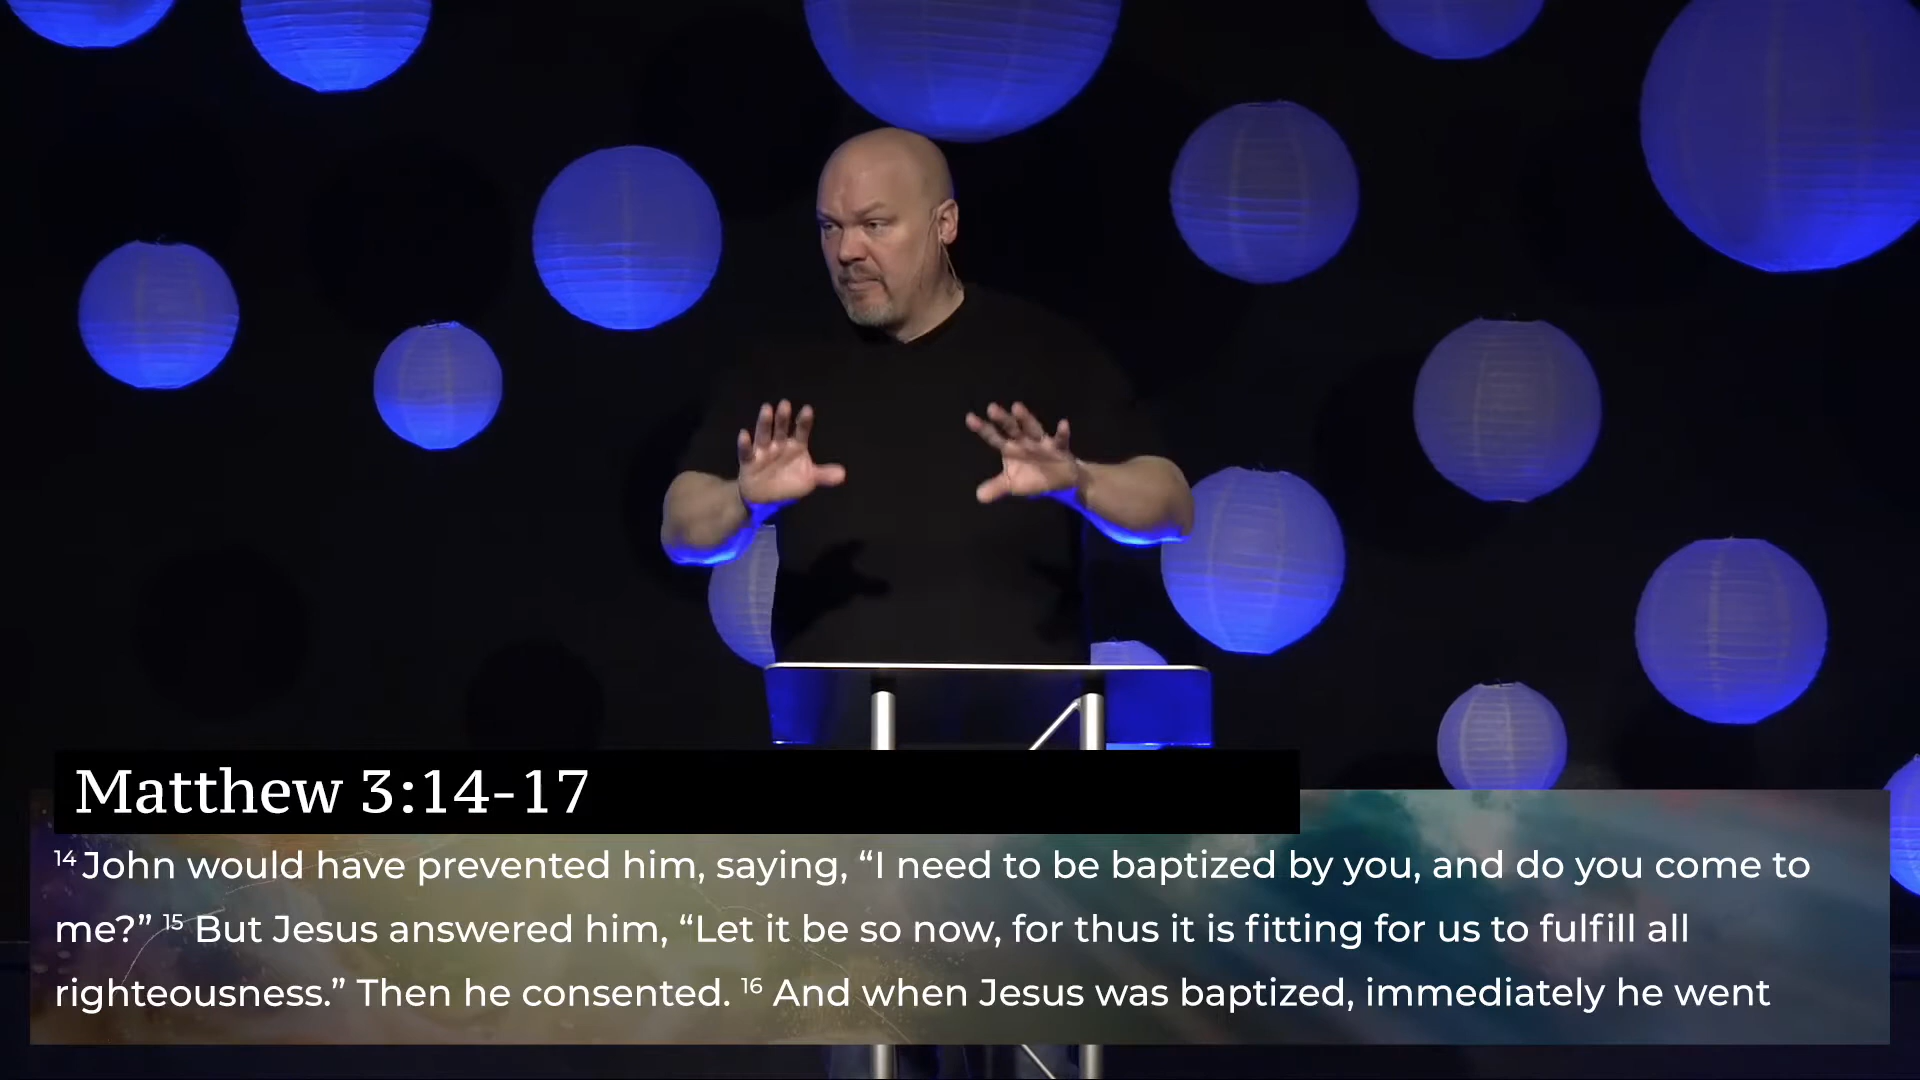 Matthew 3:14-17
14 John would have prevented him, saying, “I need to be baptized by you, and do you come to
me?” 15 But Jesus answered him, “Let it be so now, for thus it is fitting for us to fulfill all
righteousness.” Then he consented. 16 And when Jesus was baptized, immediately he went